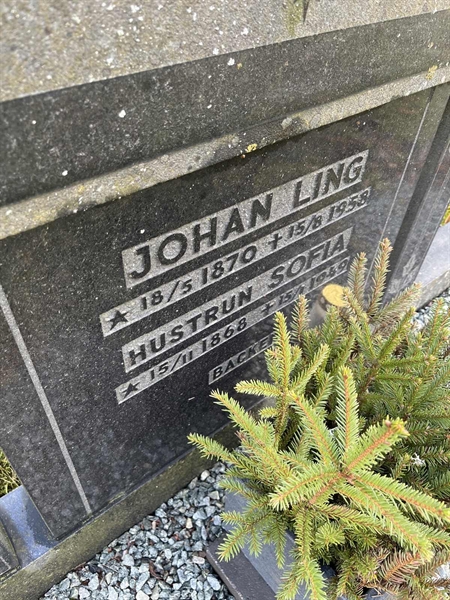 JOHAN LING
★ 18/5 1870 ✝ 15/8 1958
HUSTRUN SOFIA
★ 15/11 1868